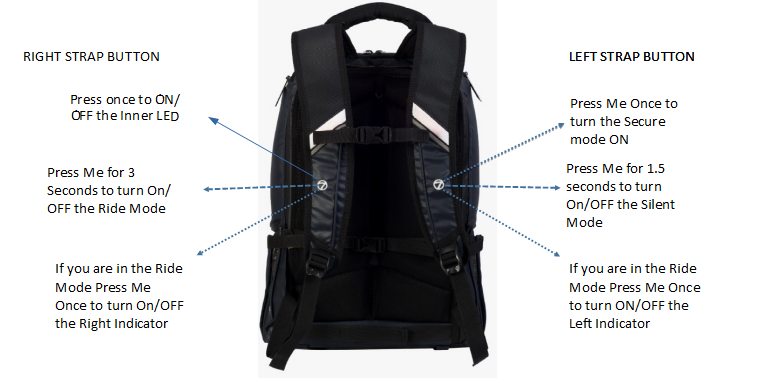 RIGHT STRAP BUTTON
Press once to ON/
OFF the Inner LED
Press Me for 3
Seconds to turn On/
OFF the Ride Mode
If you are in the Ride
Mode Press Me
Once to turn On/OFF
the Right Indicator
LEFT STRAP BUTTON
Press Me Once to
turn the Secure
mode ON
Press Me for 1.5
seconds to turn
On/OFF the Silent
Mode
If you are in the Ride
Mode Press Me Once
to turn ON/OFF the
Left Indicator